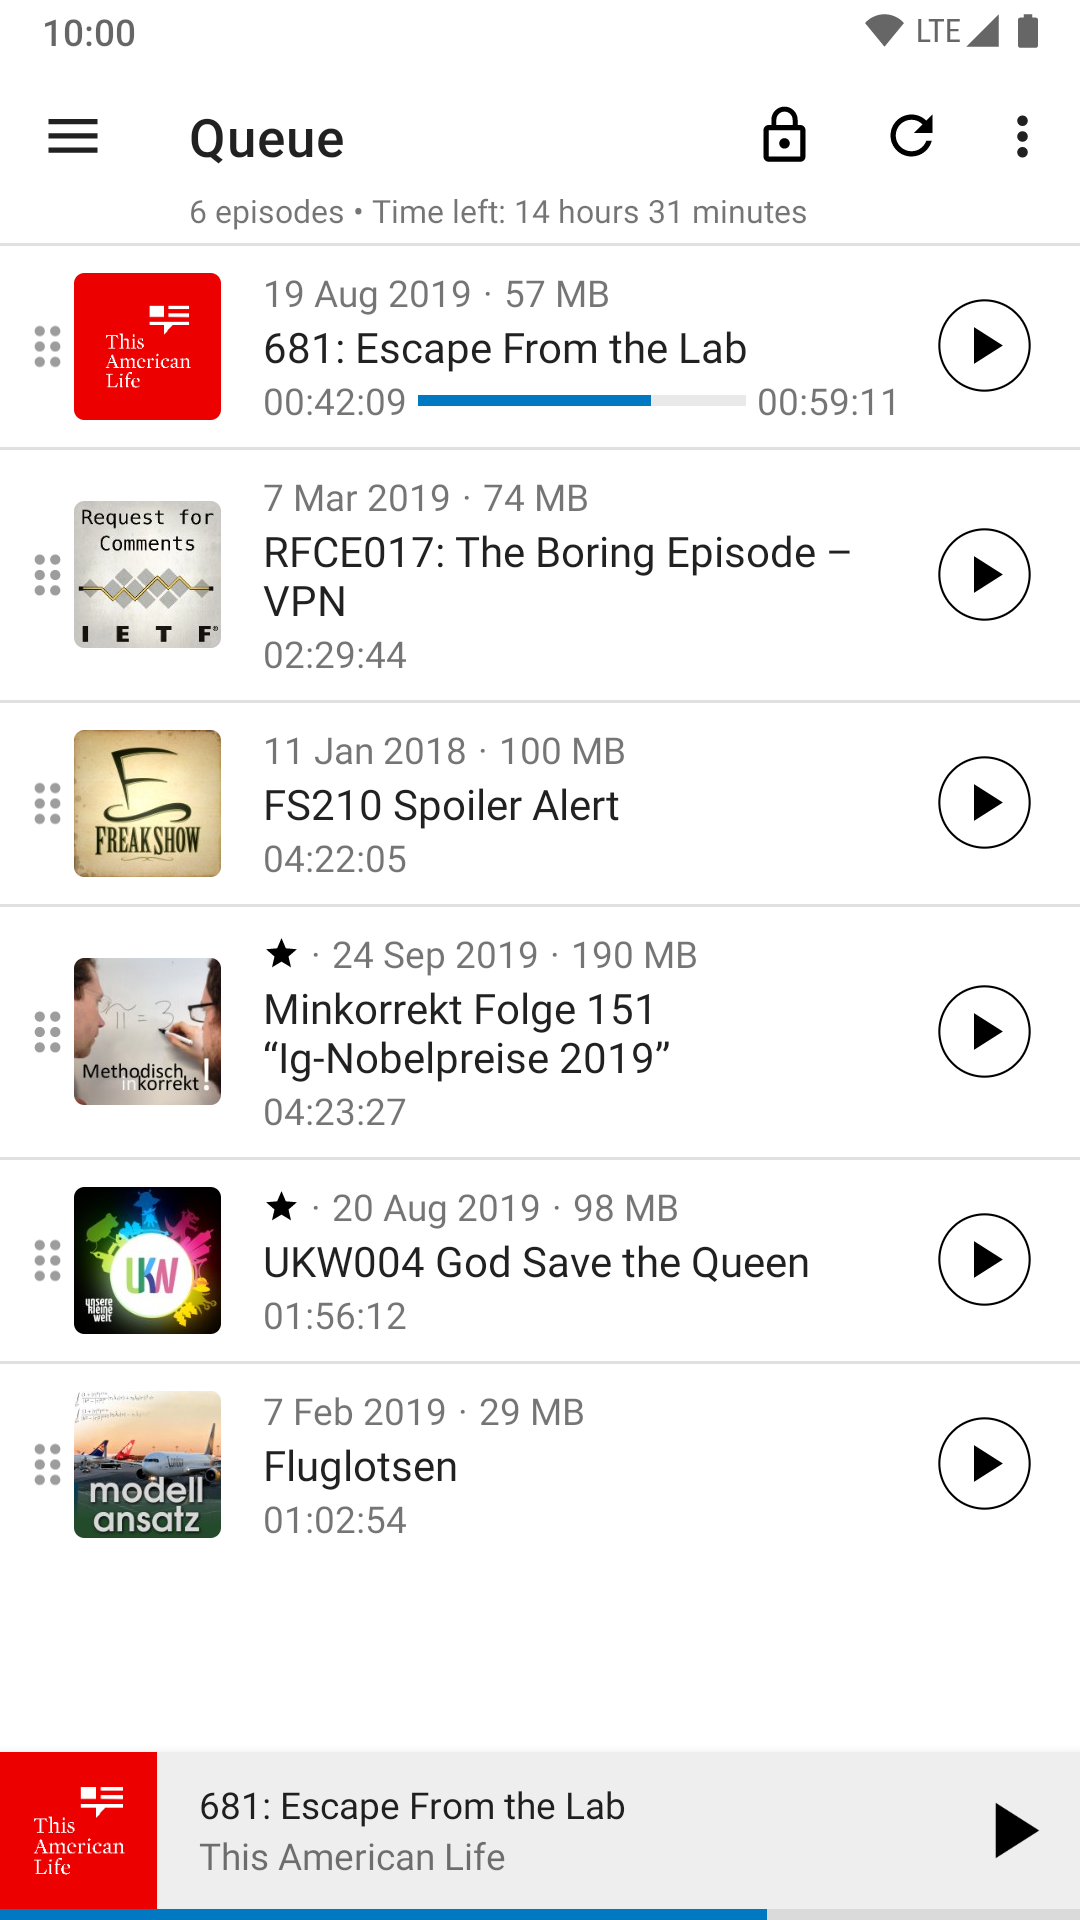 10:00 LTE
Queue
6 episodes • Time left: 14 hours 31 minutes
This
American
Life
19 Aug 2019 · 57 MB
681: Escape From the Lab
00:42:09 00:59:11
Request for
Comments
I E T F®
7 Mar 2019 · 74 MB
RFCE017: The Boring Episode –
VPN
02:29:44
FREAK SHOW
11 Jan 2018 · 100 MB
FS210 Spoiler Alert
04:22:05
π = 3
Methodisch
inkorrekt!
★ · 24 Sep 2019 · 190 MB
Minkorrekt Folge 151
“Ig-Nobelpreise 2019”
04:23:27
UKW
unsere
kleine
welt
★ · 20 Aug 2019 · 98 MB
UKW004 God Save the Queen
01:56:12
modell
ansatz
7 Feb 2019 · 29 MB
Fluglotsen
01:02:54
This
American
Life
681: Escape From the Lab
This American Life